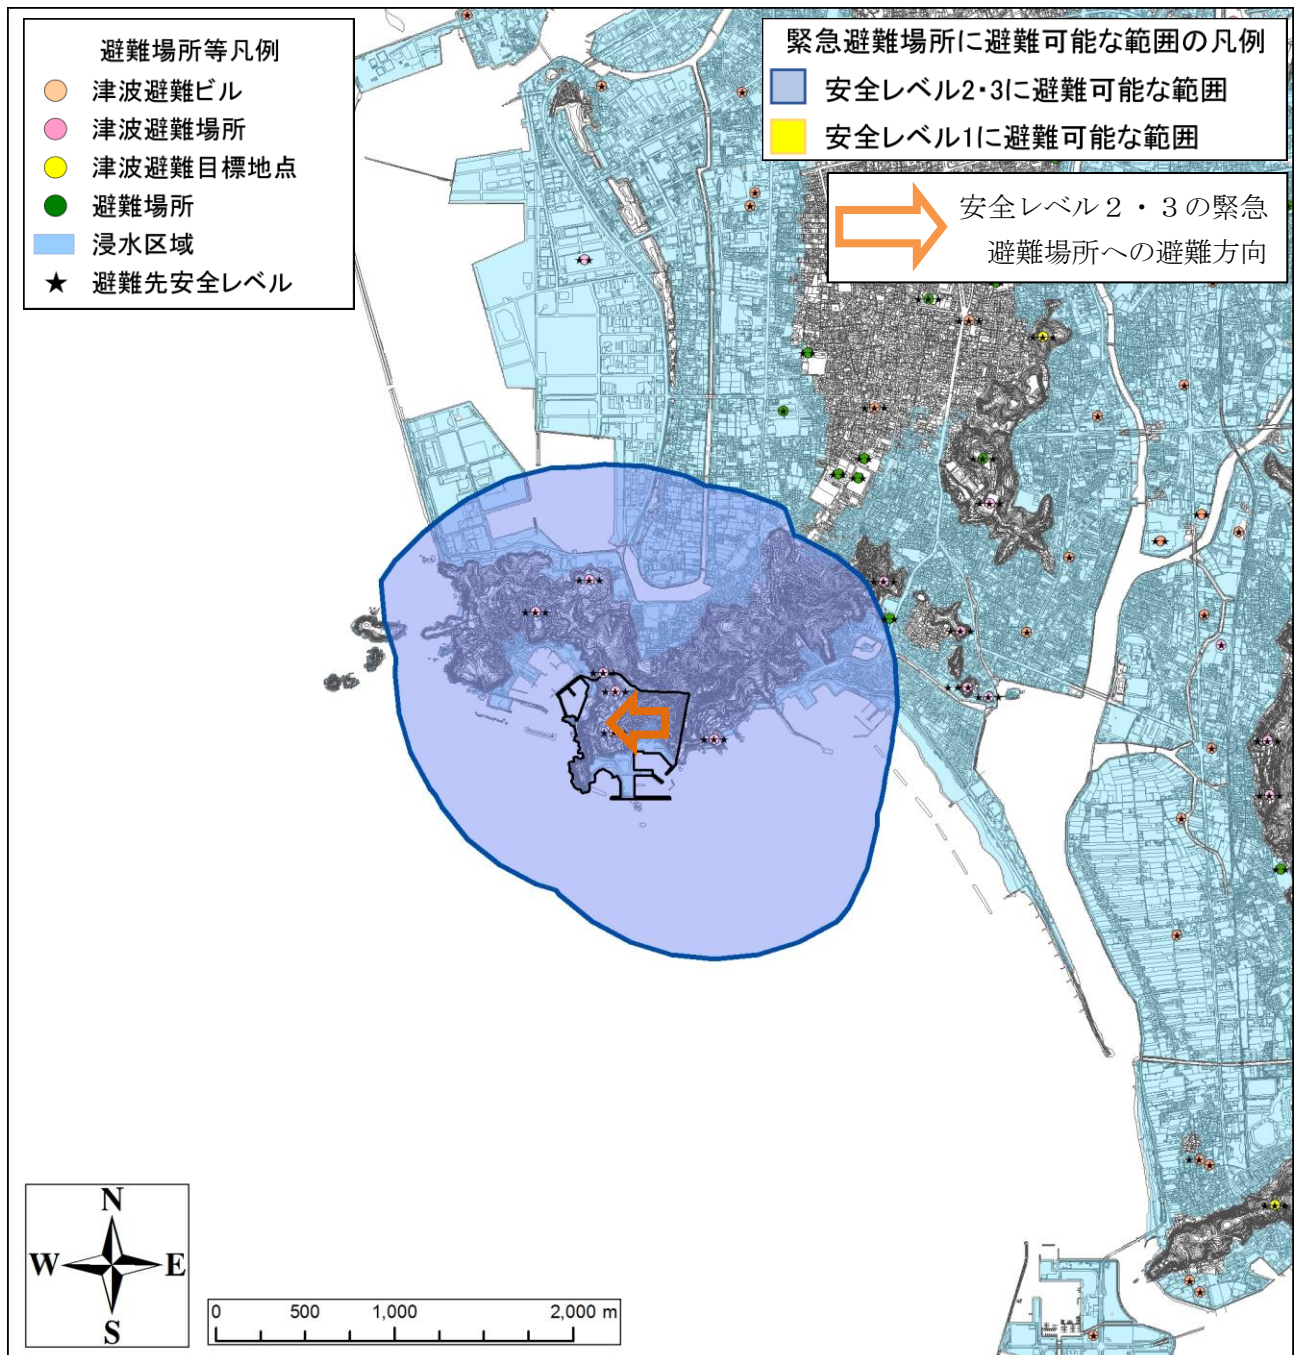 避難場所等凡例
津波避難ビル
津波避難場所
津波避難目標地点
避難場所
浸水区域
避難先安全レベル
緊急避難場所に避難可能な範囲の凡例
安全レベル2・3に避難可能な範囲
安全レベル1に避難可能な範囲
安全レベル２・３の緊急
避難場所への避難方向
N
W E
S
0 500 1,000 2,000 m